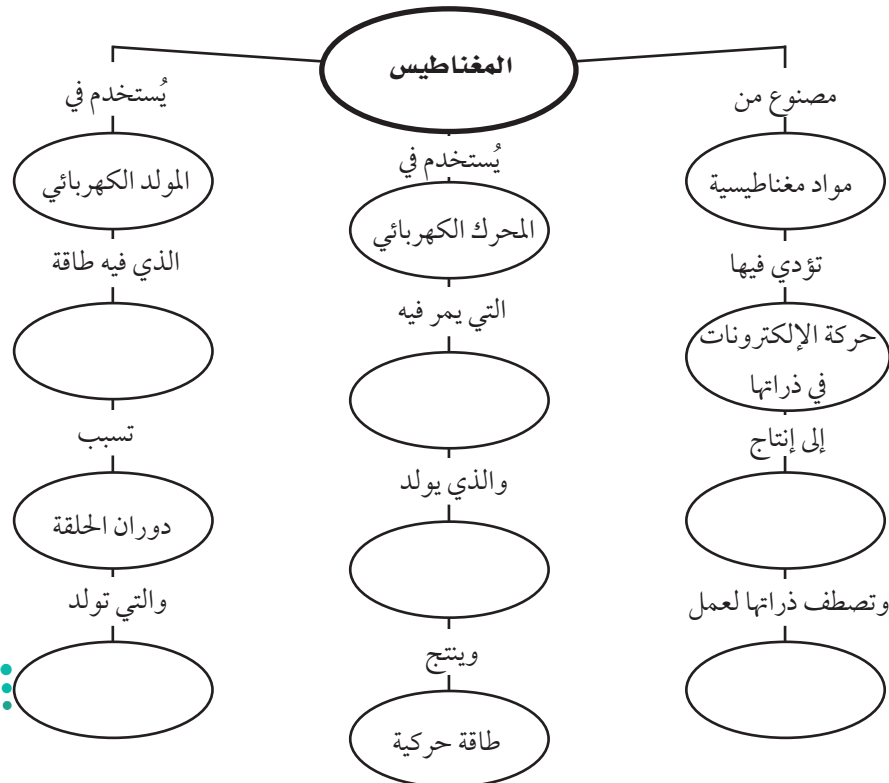 المغناطيس
مصنوع من
مواد مغناطيسية
تؤدي فيها
حركة الإلكترونات
في ذراتها
إلى إنتاج
وتصطف ذراتها لعمل
يُستخدم في
المحرك الكهربائي
التي يمر فيه
والذي يولد
وينتج
طاقة حركية
يُستخدم في
المولد الكهربائي
الذي فيه طاقة
تسبب
دوران الحلقة
والتي تولد